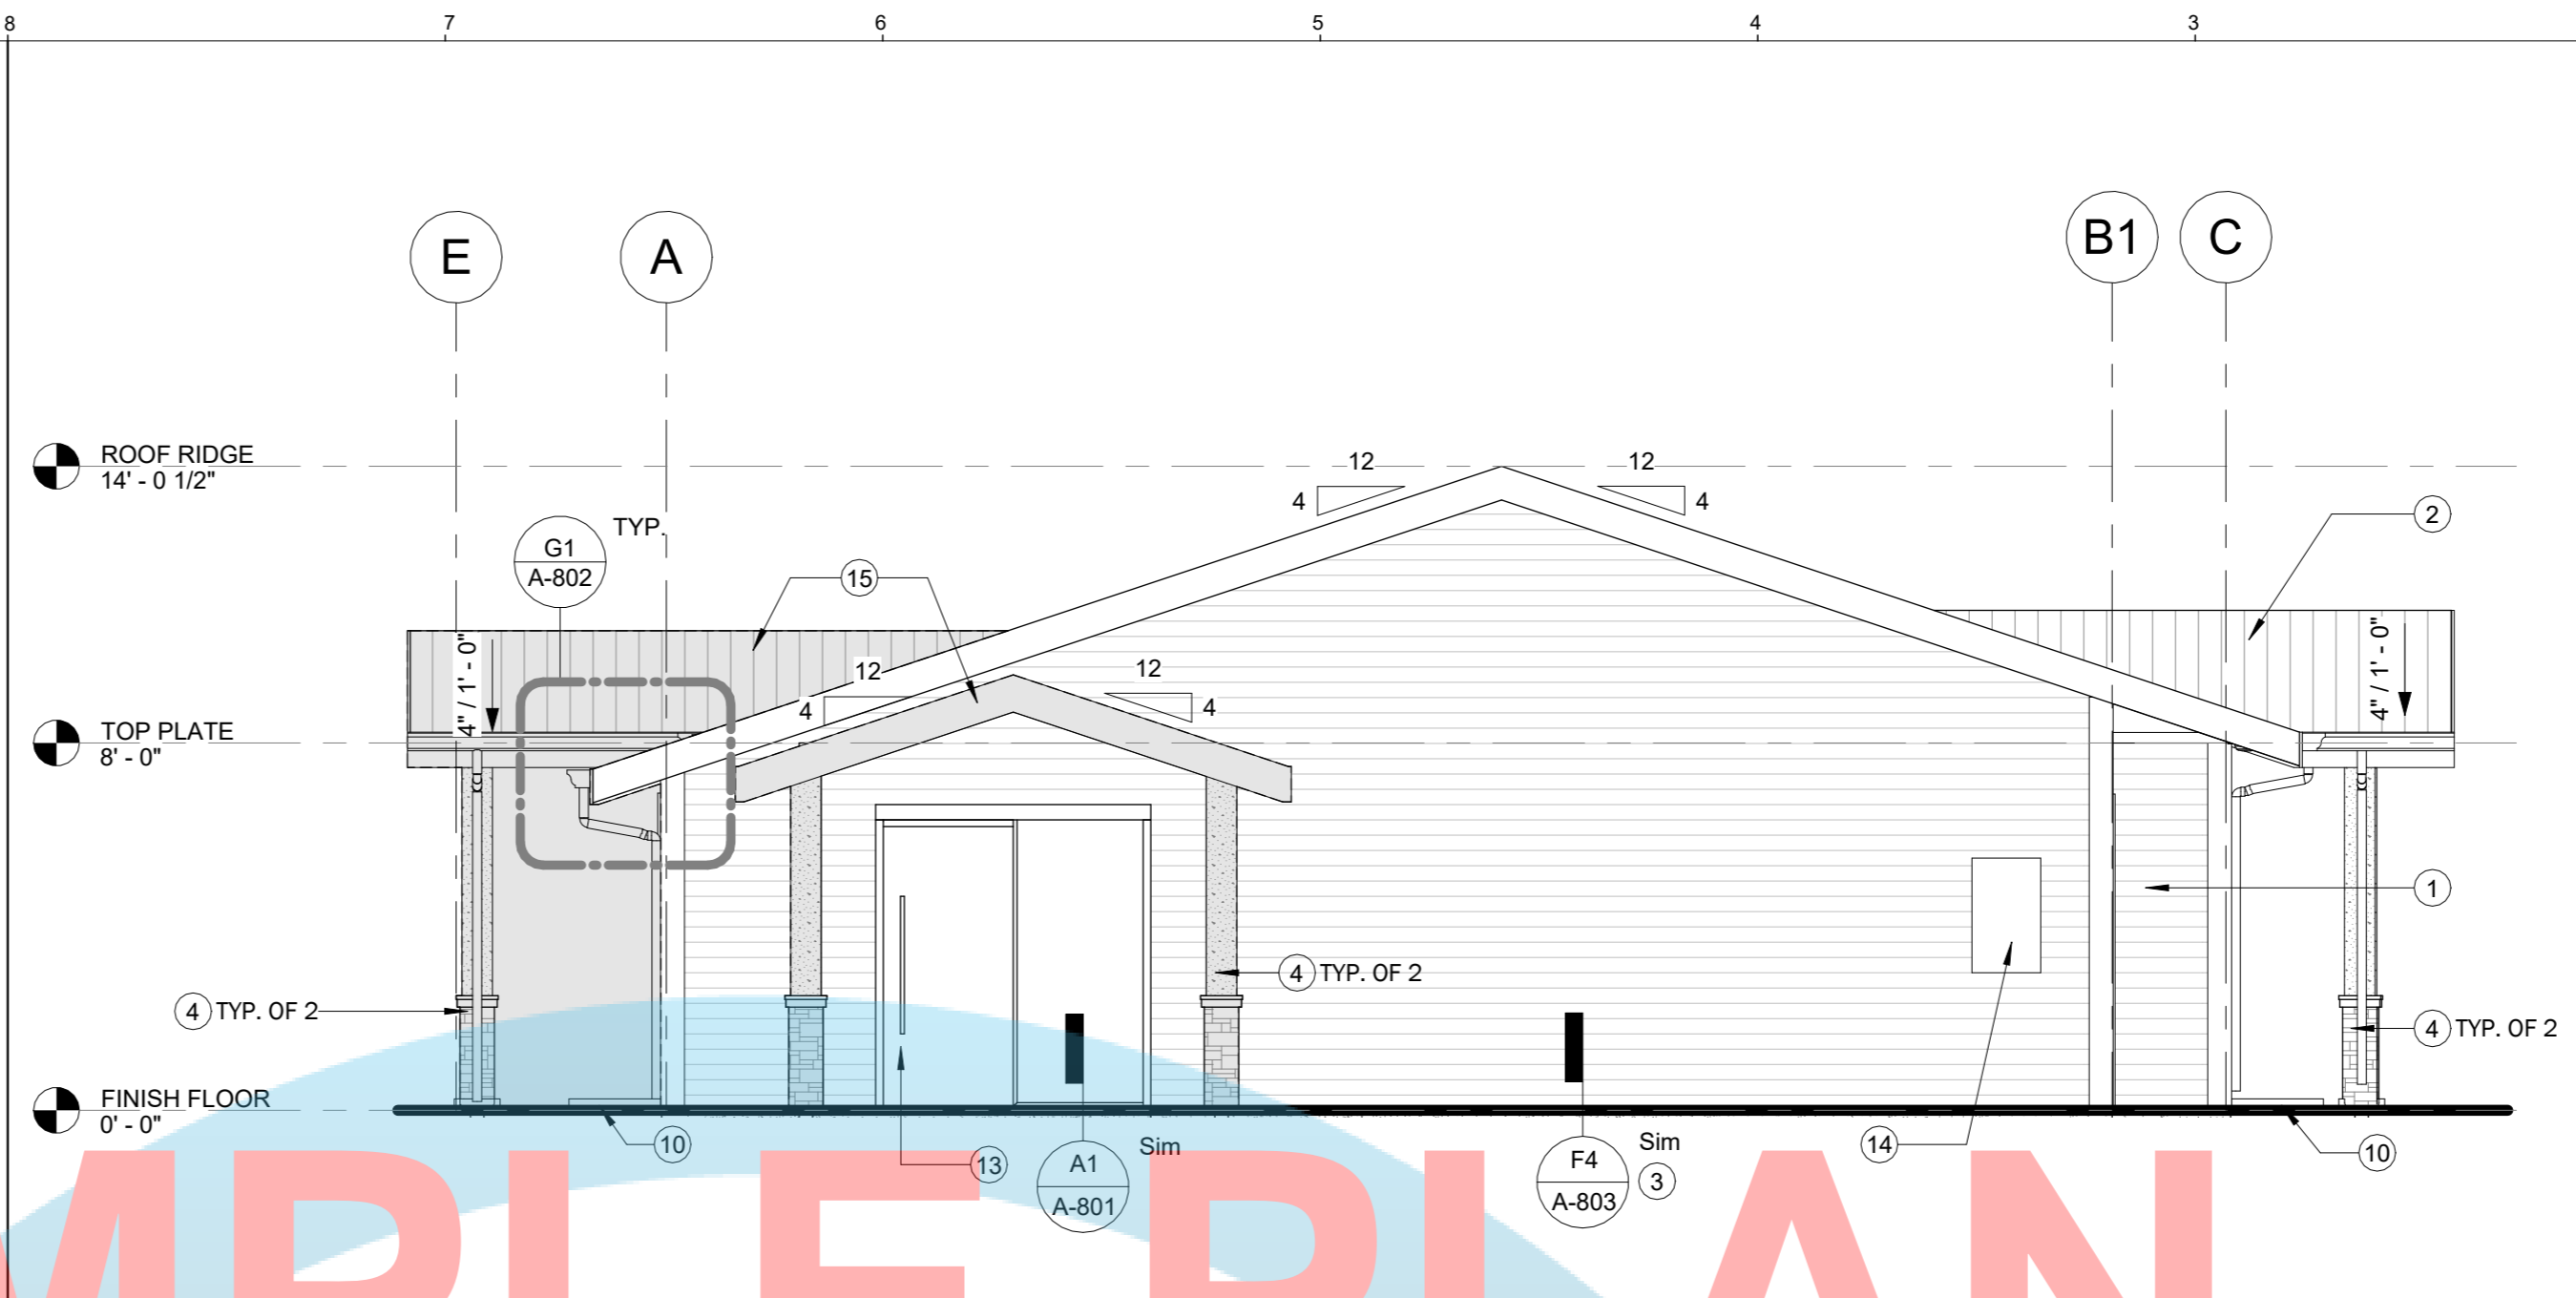 8 7 6 5 4 3
E A B1 C
ROOF RIDGE
14' - 0 1/2"
12 12
4 4
2
G1
A-802
TYP.
15
4" / 1' - 0"
4" / 1' - 0"
12 12
4 4
TOP PLATE
8' - 0"
1
4 TYP. OF 2
4 TYP. OF 2
4 TYP. OF 2
FINISH FLOOR
0' - 0"
10
13
A1
A-801
Sim
F4
A-803
Sim
3
14
10
MPLE PLAN